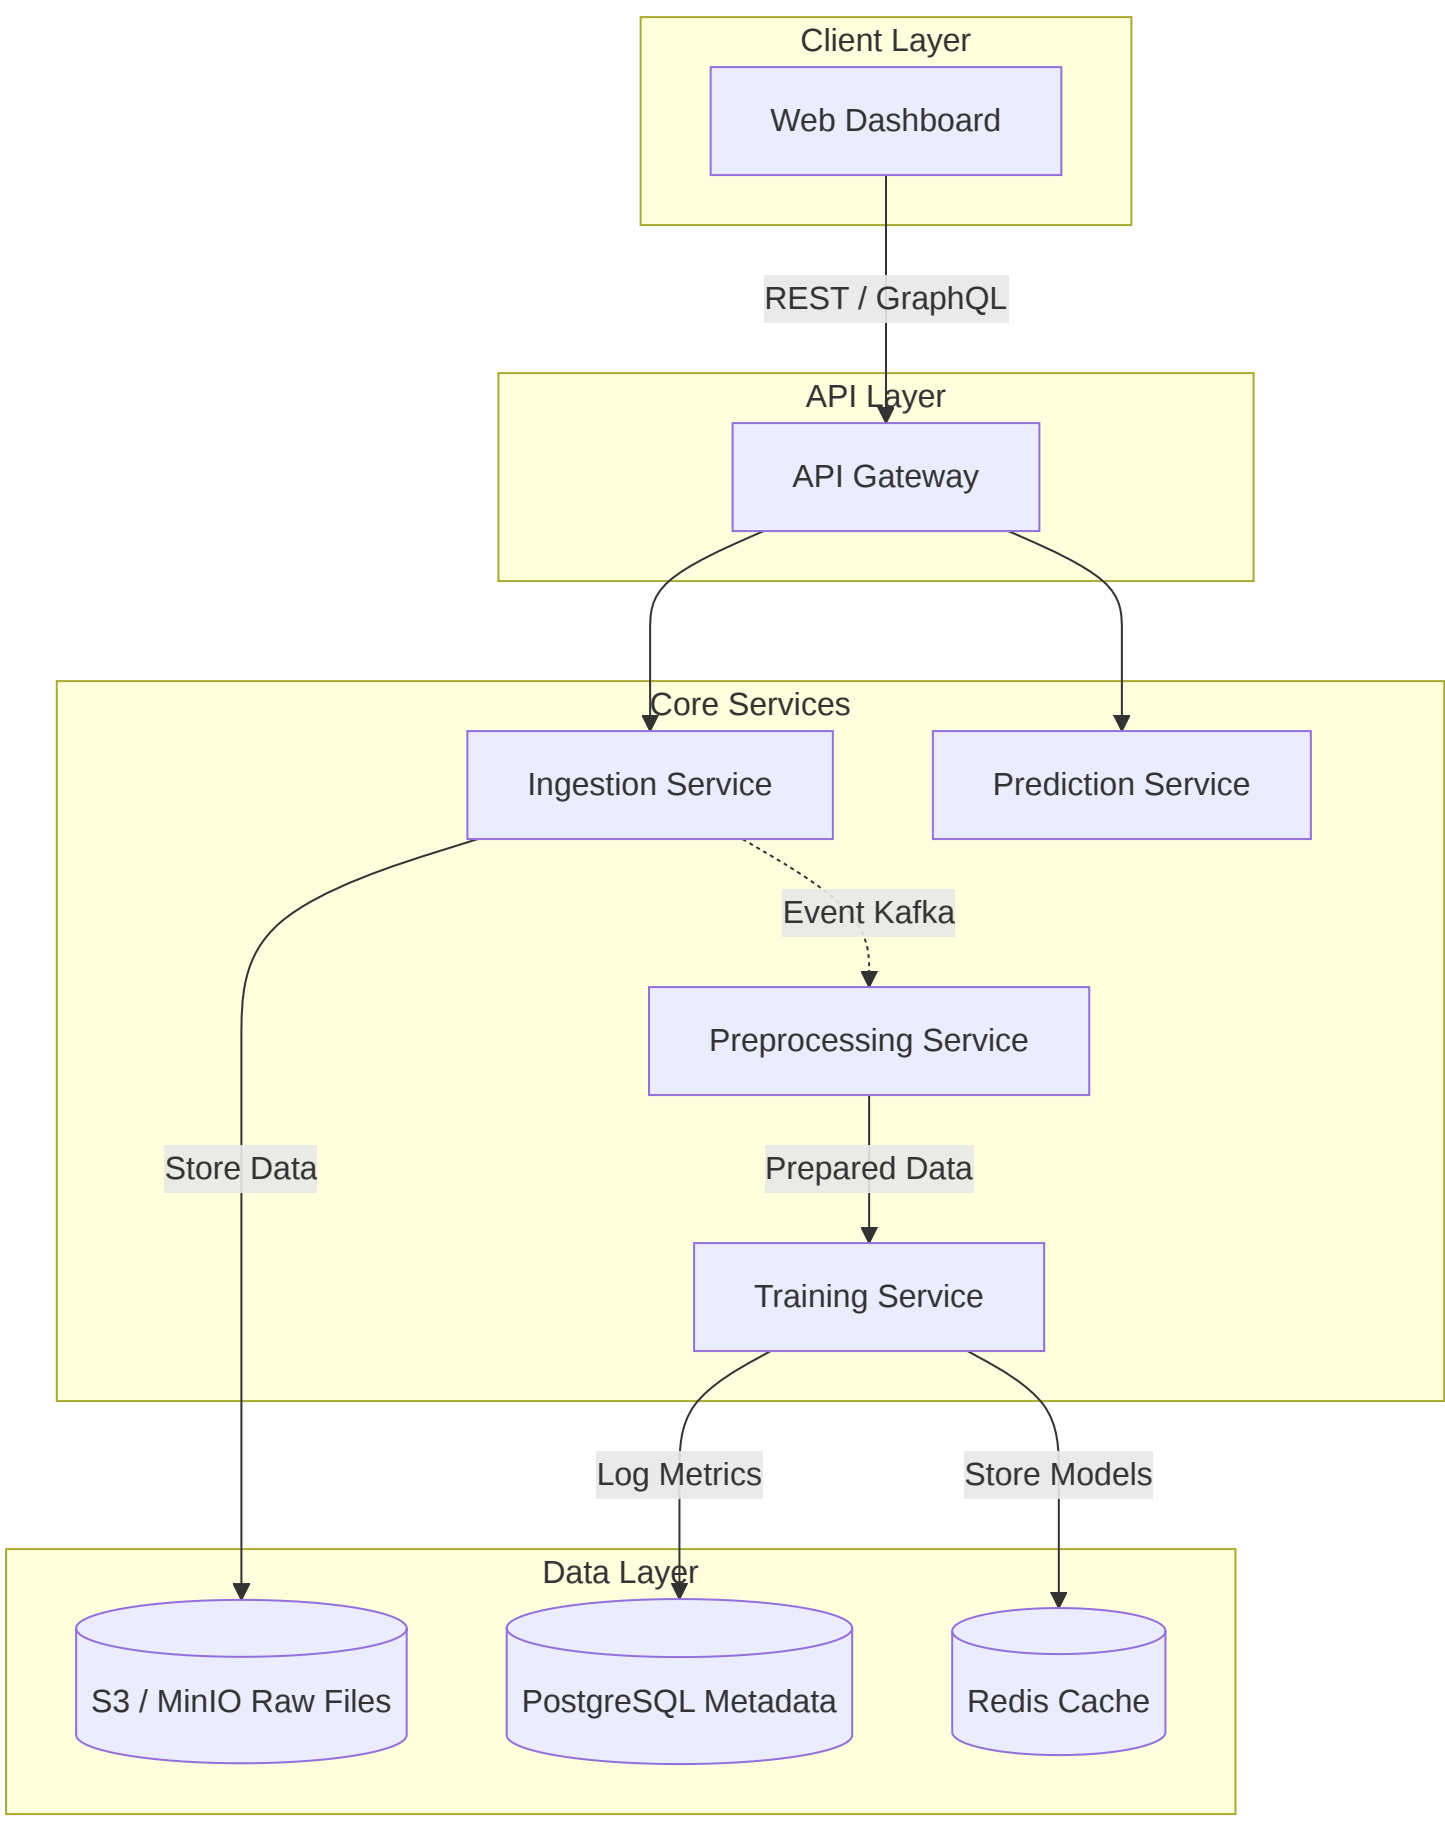 Client Layer
Web Dashboard
REST / GraphQL
API Layer
API Gateway
Core Services
Ingestion Service
Prediction Service
Event Kafka
Preprocessing Service
Store Data
Prepared Data
Training Service
Log Metrics
Store Models
Data Layer
S3 / MinIO Raw Files
PostgreSQL Metadata
Redis Cache